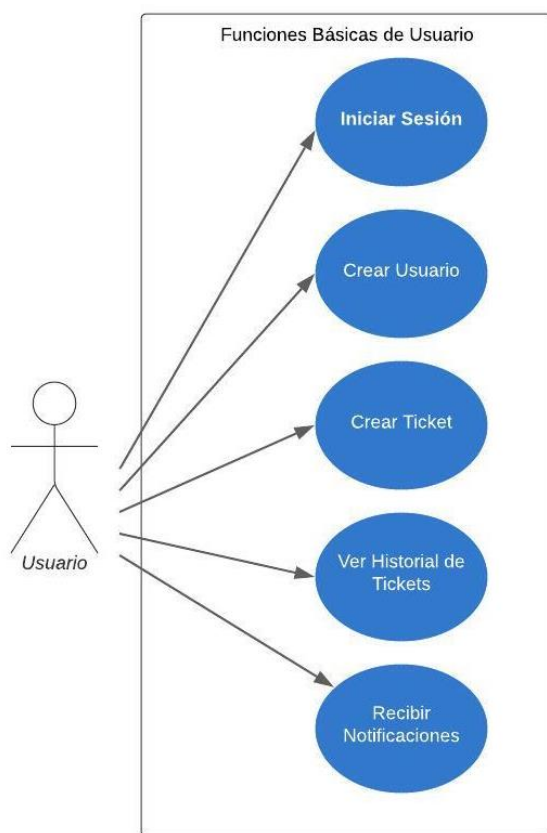 Funciones Básicas de Usuario
Iniciar Sesión
Crear Usuario
Crear Ticket
Ver Historial de
Tickets
Usuario
Recibir
Notificaciones